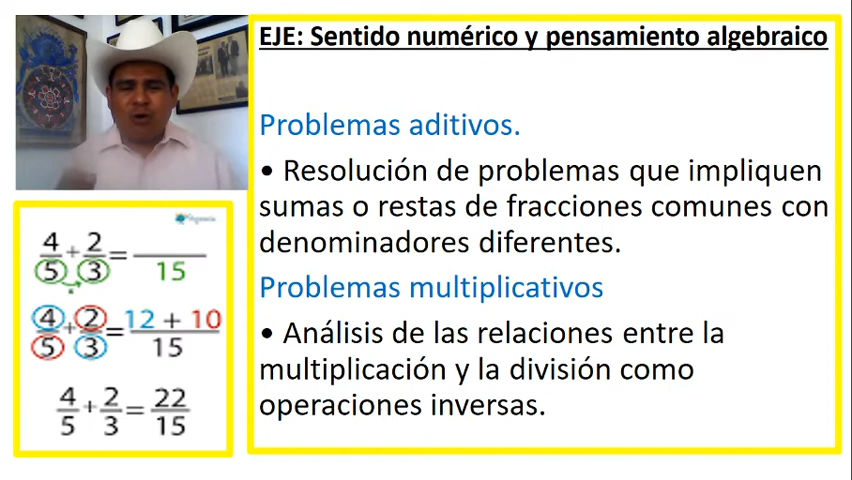 EJE: Sentido numérico y pensamiento algebraico
Problemas aditivos.
• Resolución de problemas que impliquen
sumas o restas de fracciones comunes con
denominadores diferentes.
Problemas multiplicativos
• Análisis de las relaciones entre la
multiplicación y la división como
operaciones inversas.
4/5 + 2/3 = __/15
4/5 + 2/3 = 12 + 10/15
4/5 + 2/3 = 22/15